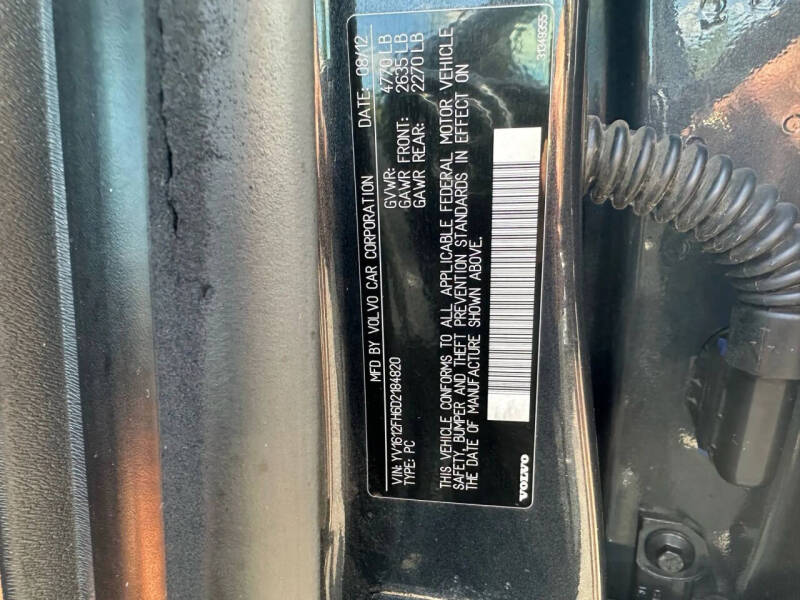 MFD BY VOLVO CAR CORPORATION DATE: 08/12
VIN: YV1612FH6D2184820 GVWR: 4770 LB
TYPE: PC GAWR FRONT: 2635 LB
GAWR REAR: 2270 LB
THIS VEHICLE CONFORMS TO ALL APPLICABLE FEDERAL MOTOR VEHICLE
SAFETY, BUMPER AND THEFT PREVENTION STANDARDS IN EFFECT ON
THE DATE OF MANUFACTURE SHOWN ABOVE.
VOLVO 31349355